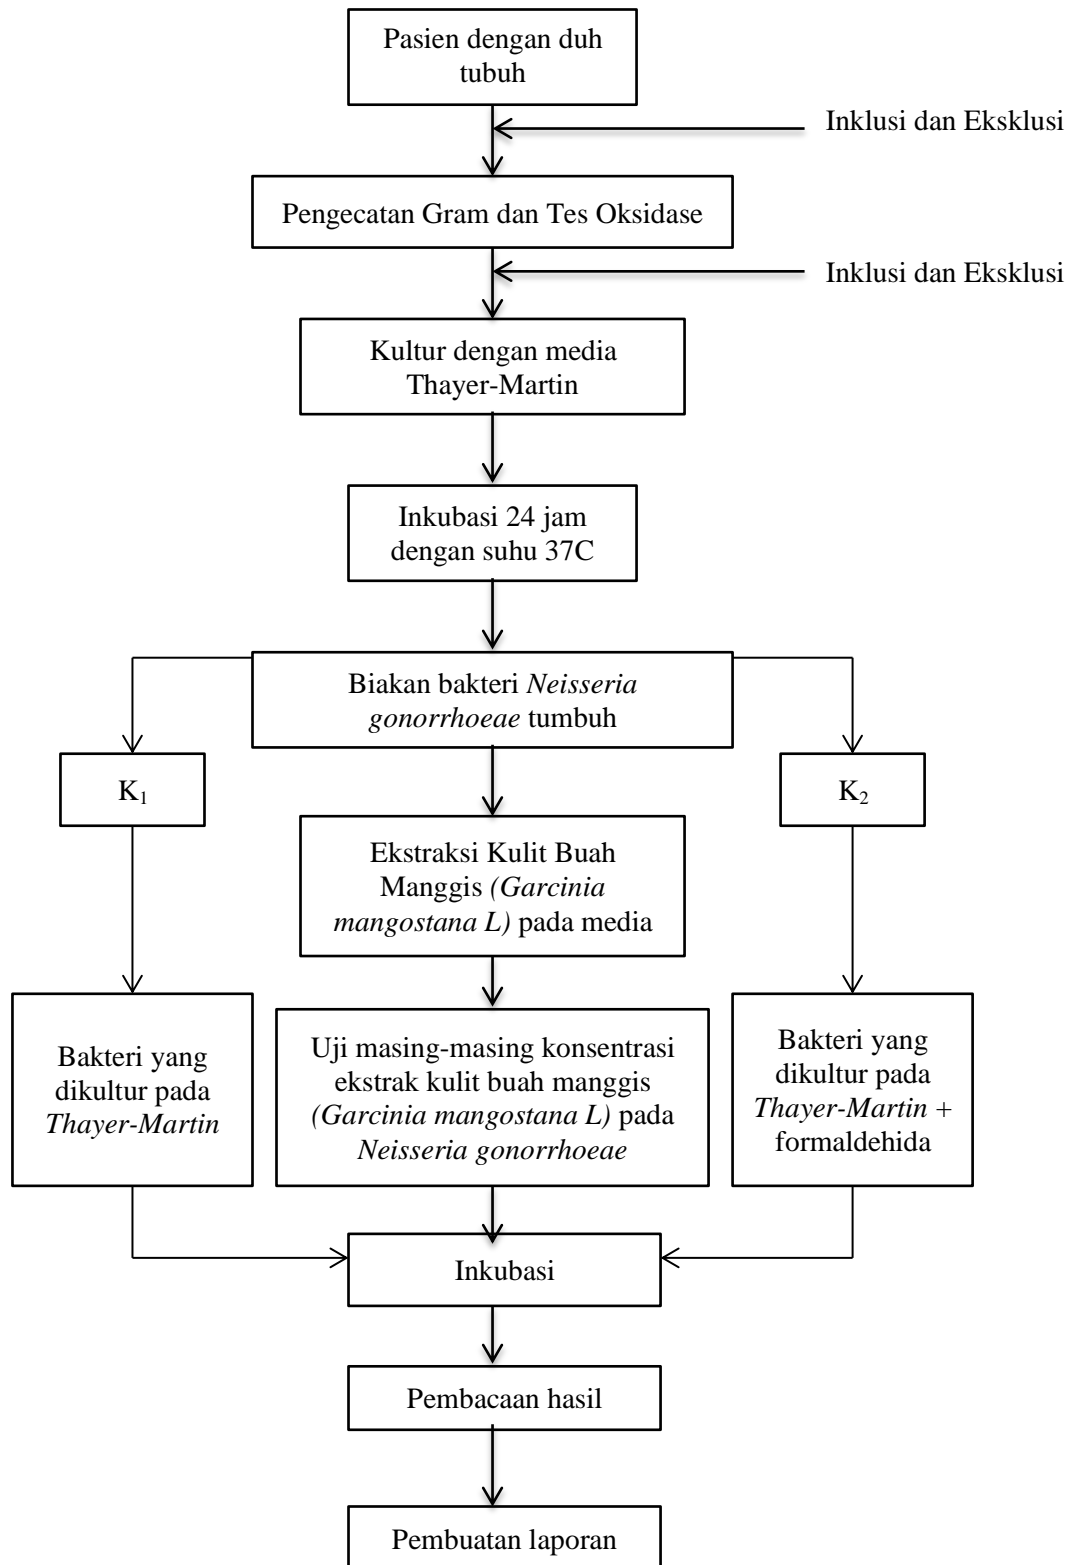 Pasien dengan duh
tubuh
Inklusi dan Eksklusi
Pengecatan Gram dan Tes Oksidase
Inklusi dan Eksklusi
Kultur dengan media
Thayer-Martin
Inkubasi 24 jam
dengan suhu 37C
Biakan bakteri Neisseria
gonorrhoeae tumbuh
K₁
K₂
Ekstraksi Kulit Buah
Manggis (Garcinia
mangostana L) pada media
Bakteri yang
dikultur pada
Thayer-Martin
Uji masing-masing konsentrasi
ekstrak kulit buah manggis
(Garcinia mangostana L) pada
Neisseria gonorrhoeae
Bakteri yang
dikultur pada
Thayer-Martin +
formaldehida
Inkubasi
Pembacaan hasil
Pembuatan laporan